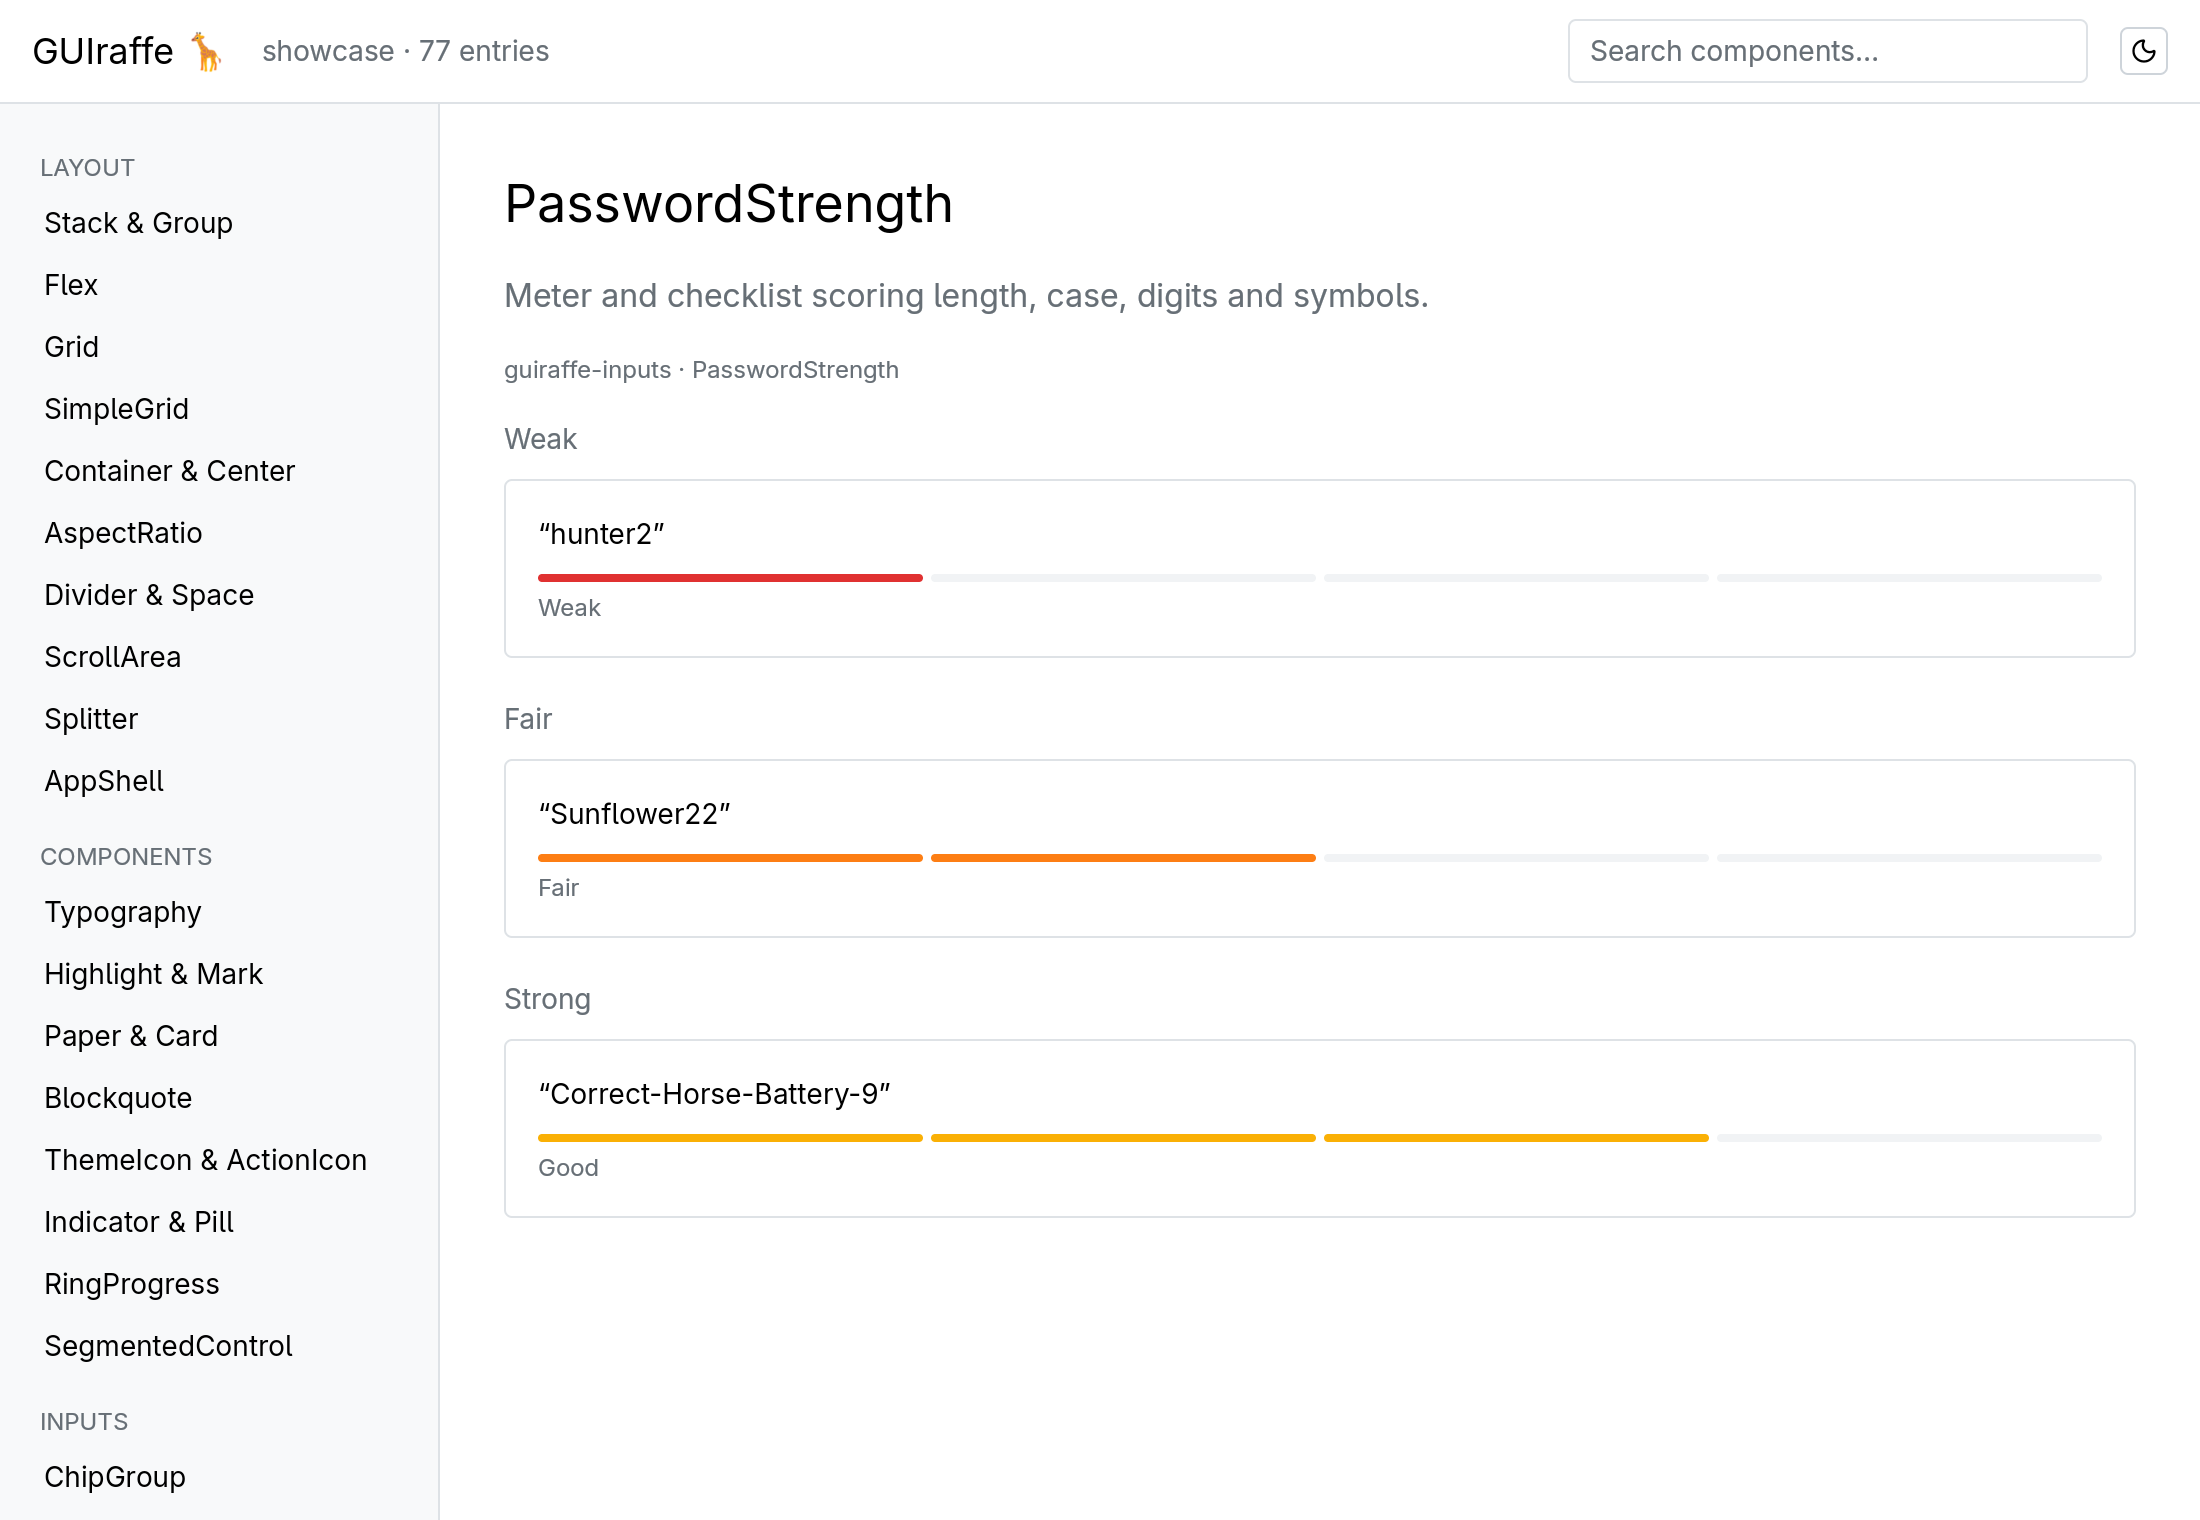 GUIraffe 🦒 showcase · 77 entries
Search components...
LAYOUT
Stack & Group
Flex
Grid
SimpleGrid
Container & Center
AspectRatio
Divider & Space
ScrollArea
Splitter
AppShell
COMPONENTS
Typography
Highlight & Mark
Paper & Card
Blockquote
ThemeIcon & ActionIcon
Indicator & Pill
RingProgress
SegmentedControl
INPUTS
ChipGroup
PasswordStrength
Meter and checklist scoring length, case, digits and symbols.
guiraffe-inputs · PasswordStrength
Weak
“hunter2”
Weak
Fair
“Sunflower22”
Fair
Strong
“Correct-Horse-Battery-9”
Good